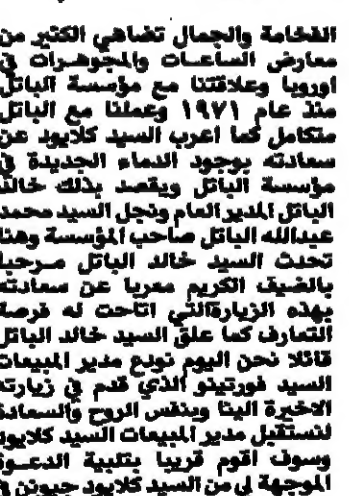 الفخامة والجمال تضاهي الكثير من
معارض الساعات والمجوهرات في
اوروبا وعلاقتنا مع مؤسسة الباتل
منذ عام ١٩٧١ وعملنا مع الباتل
متكامل كما اعرب السيد كلايود عن
سعادته بوجود الدماء الجديدة في
مؤسسة الباتل ويقصد بذلك خالد
الباتل المدير العام ونجل السيد محمد
عبدالله الباتل صاحب المؤسسة وهنا
تحدث السيد خالد الباتل مرحبا
بالضيف الكريم معربا عن سعادته
بهذه الزيارةالتي اتاحت له فرصة
التعارف كما علق السيد خالد الباتل
قائلا نحن اليوم نودع مدير المبيعات
السيد فورتينو الذي قدم في زيارته
الاخيرة الينا وبنفس الروح والسعادة
لنستقبل مدير المبيعات السيد كلايود
وسوف اقوم قريبا بتلبية الدعوة
الموجهة لي من السيد كلايود جيونن في